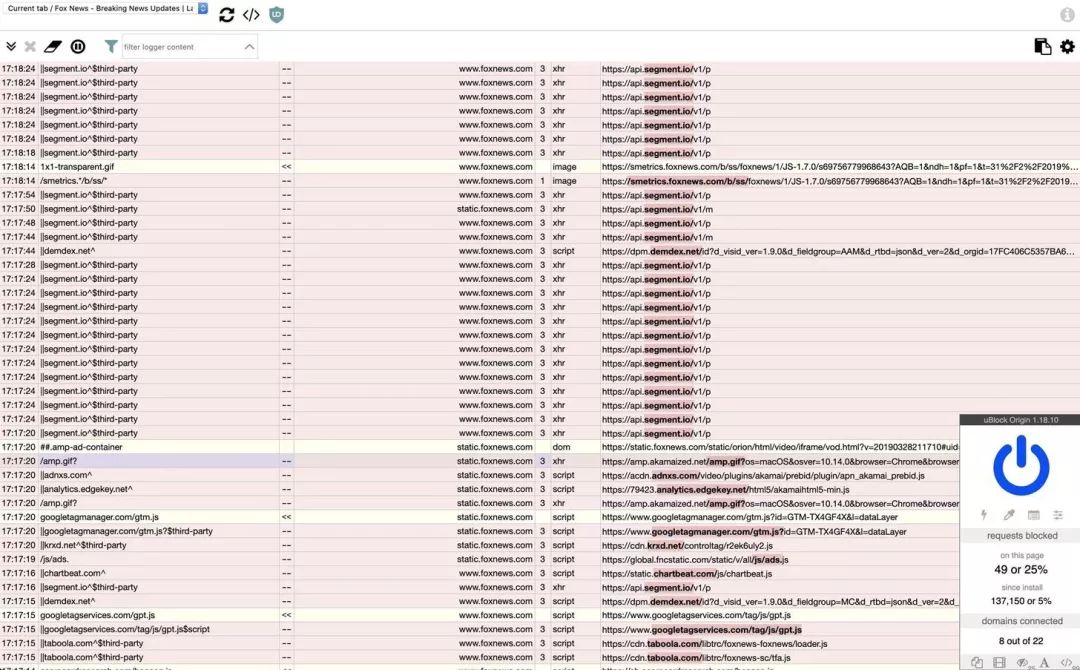 Current tab / Fox News - Breaking News Updates | La
</>
filter logger content
17:18:24 ||segment.io^$third-party -- www.foxnews.com 3 xhr https://api.segment.io/v1/p
17:18:24 ||segment.io^$third-party -- www.foxnews.com 3 xhr https://api.segment.io/v1/p
17:18:24 ||segment.io^$third-party -- www.foxnews.com 3 xhr https://api.segment.io/v1/p
17:18:24 ||segment.io^$third-party -- www.foxnews.com 3 xhr https://api.segment.io/v1/p
17:18:24 ||segment.io^$third-party -- www.foxnews.com 3 xhr https://api.segment.io/v1/p
17:18:24 ||segment.io^$third-party -- www.foxnews.com 3 xhr https://api.segment.io/v1/p
17:18:18 ||segment.io^$third-party -- www.foxnews.com 3 xhr https://api.segment.io/v1/p
17:18:14 1x1-transparent.gif << www.foxnews.com image https://smetrics.foxnews.com/b/ss/foxnews/1/JS-1.7.0/s69756779968643?AQB=1&ndh=1&pf=1&t=31%2F2%2F2019%...
17:18:14 /smetrics.*/b/ss/* -- www.foxnews.com 1 image https://smetrics.foxnews.com/b/ss/foxnews/1/JS-1.7.0/s69756779968643?AQB=1&ndh=1&pf=1&t=31%2F2%2F2019...
17:17:54 ||segment.io^$third-party -- www.foxnews.com 3 xhr https://api.segment.io/v1/p
17:17:50 ||segment.io^$third-party -- static.foxnews.com 3 xhr https://api.segment.io/v1/m
17:17:48 ||segment.io^$third-party -- www.foxnews.com 3 xhr https://api.segment.io/v1/p
17:17:44 ||segment.io^$third-party -- www.foxnews.com 3 xhr https://api.segment.io/v1/m
17:17:44 ||demdex.net^ -- www.foxnews.com 3 script https://dpm.demdex.net/id?d_visid_ver=1.9.0&d_fieldgroup=AAM&d_rtbd=json&d_ver=2&d_orgid=17FC406C5357BA6...
17:17:28 ||segment.io^$third-party -- www.foxnews.com 3 xhr https://api.segment.io/v1/p
17:17:28 ||segment.io^$third-party -- www.foxnews.com 3 xhr https://api.segment.io/v1/p
17:17:24 ||segment.io^$third-party -- www.foxnews.com 3 xhr https://api.segment.io/v1/p
17:17:24 ||segment.io^$third-party -- www.foxnews.com 3 xhr https://api.segment.io/v1/p
17:17:24 ||segment.io^$third-party -- www.foxnews.com 3 xhr https://api.segment.io/v1/p
17:17:24 ||segment.io^$third-party -- www.foxnews.com 3 xhr https://api.segment.io/v1/p
17:17:24 ||segment.io^$third-party -- www.foxnews.com 3 xhr https://api.segment.io/v1/p
17:17:24 ||segment.io^$third-party -- www.foxnews.com 3 xhr https://api.segment.io/v1/p
17:17:24 ||segment.io^$third-party -- www.foxnews.com 3 xhr https://api.segment.io/v1/p
17:17:24 ||segment.io^$third-party -- www.foxnews.com 3 xhr https://api.segment.io/v1/p
17:17:24 ||segment.io^$third-party -- www.foxnews.com 3 xhr https://api.segment.io/v1/p
17:17:24 ||segment.io^$third-party -- www.foxnews.com 3 xhr https://api.segment.io/v1/p
17:17:20 ||segment.io^$third-party -- www.foxnews.com 3 xhr https://api.segment.io/v1/p
17:17:20 ##.amp-ad-container static.foxnews.com dom https://static.foxnews.com/static/orion/html/video/iframe/vod.html?v=20190328211710#uid
17:17:20 /amp.gif? -- static.foxnews.com 3 xhr https://amp.akamaized.net/amp.gif?os=macOS&osver=10.14.0&browser=Chrome&browser
17:17:20 ||adnxs.com^ -- static.foxnews.com 3 script https://acdn.adnxs.com/video/plugins/akamai/prebid/plugin/apn_akamai_prebid.js
17:17:20 ||analytics.edgekey.net^ -- static.foxnews.com 3 script https://79423.analytics.edgekey.net/html5/akamaihtml5-min.js
17:17:20 /amp.gif? -- static.foxnews.com 3 xhr https://amp.akamaized.net/amp.gif?os=macOS&osver=10.14.0&browser=Chrome&browser
17:17:20 googletagmanager.com/gtm.js << static.foxnews.com script https://www.googletagmanager.com/gtm.js?id=GTM-TX4GF4X&l=dataLayer
17:17:20 ||googletagmanager.com/gtm.js?$third-party -- static.foxnews.com 3 script https://www.googletagmanager.com/gtm.js?id=GTM-TX4GF4X&l=dataLayer
17:17:20 ||krxd.net^$third-party -- static.foxnews.com 3 script https://cdn.krxd.net/controltag/r2ek6uly2.js
17:17:19 /js/ads. -- static.foxnews.com 3 script https://global.fncstatic.com/static/v/all/js/ads.js
17:17:16 ||chartbeat.com^ -- www.foxnews.com 3 script https://static.chartbeat.com/js/chartbeat.js
17:17:16 ||segment.io^$third-party -- www.foxnews.com 3 xhr https://api.segment.io/v1/p
17:17:15 ||demdex.net^ -- www.foxnews.com 3 script https://dpm.demdex.net/id?d_visid_ver=1.9.0&d_fieldgroup=MC&d_rtbd=json&d_ver=2&d_
17:17:15 googletagservices.com/gpt.js << www.foxnews.com script https://www.googletagservices.com/tag/js/gpt.js
17:17:15 ||googletagservices.com/tag/js/gpt.js$script -- www.foxnews.com 3 script https://www.googletagservices.com/tag/js/gpt.js
17:17:15 ||taboola.com^$third-party -- www.foxnews.com 3 script https://cdn.taboola.com/libtrc/foxnews-foxnews/loader.js
17:17:15 ||taboola.com^$third-party -- www.foxnews.com 3 script https://cdn.taboola.com/libtrc/foxnews-sc/tfa.js
uBlock Origin 1.18.10
requests blocked
on this page
49 or 25%
since install
137,150 or 5%
domains connected
8 out of 22